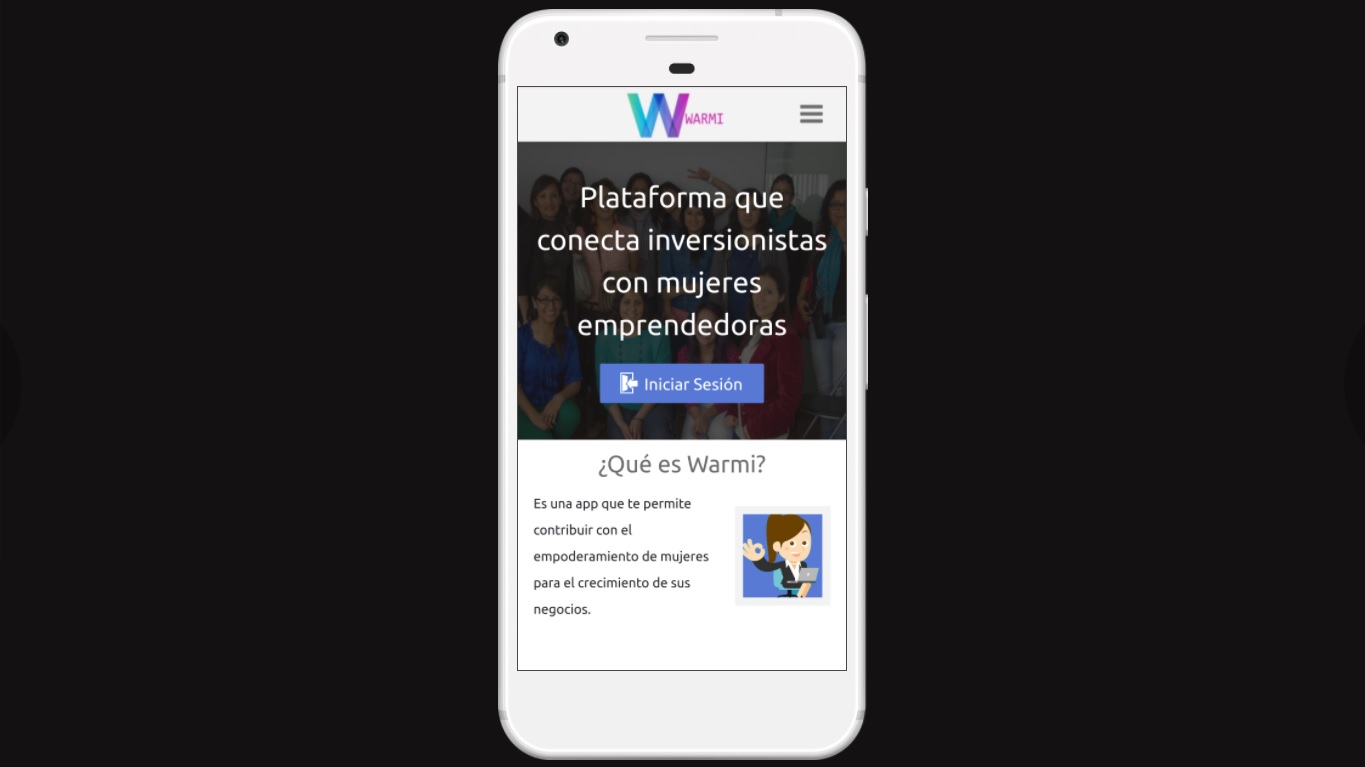 WARMI
Plataforma que
conecta inversionistas
con mujeres
emprendedoras
Iniciar Sesión
¿Qué es Warmi?
Es una app que te permite
contribuir con el
empoderamiento de mujeres
para el crecimiento de sus
negocios.